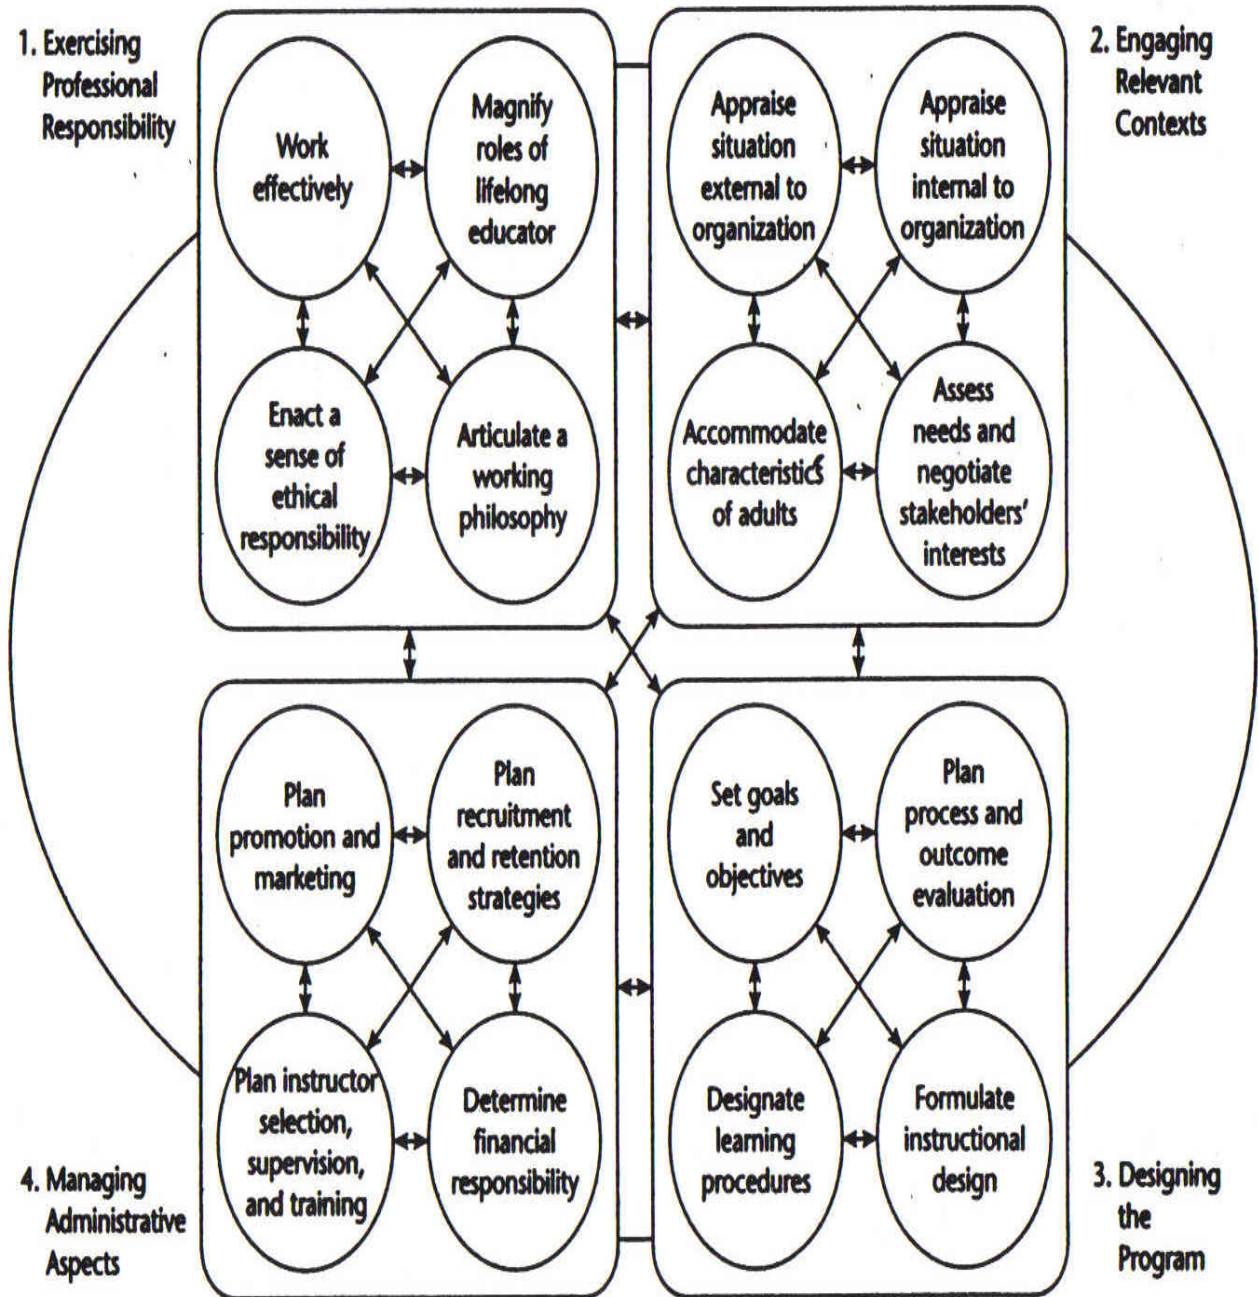 1. Exercising
Professional
Responsibility
Work
effectively
Magnify
roles of
lifelong
educator
Enact a
sense of
ethical
responsibility
Articulate a
working
philosophy
2. Engaging
Relevant
Contexts
Appraise
situation
external to
organization
Appraise
situation
internal to
organization
Accommodate
characteristics
of adults
Assess
needs and
negotiate
stakeholders'
interests
Plan
promotion and
marketing
Plan
recruitment
and retention
strategies
Plan instructor
selection,
supervision,
and training
Determine
financial
responsibility
4. Managing
Administrative
Aspects
Set goals
and
objectives
Plan
process and
outcome
evaluation
Designate
learning
procedures
Formulate
instructional
design
3. Designing
the
Program